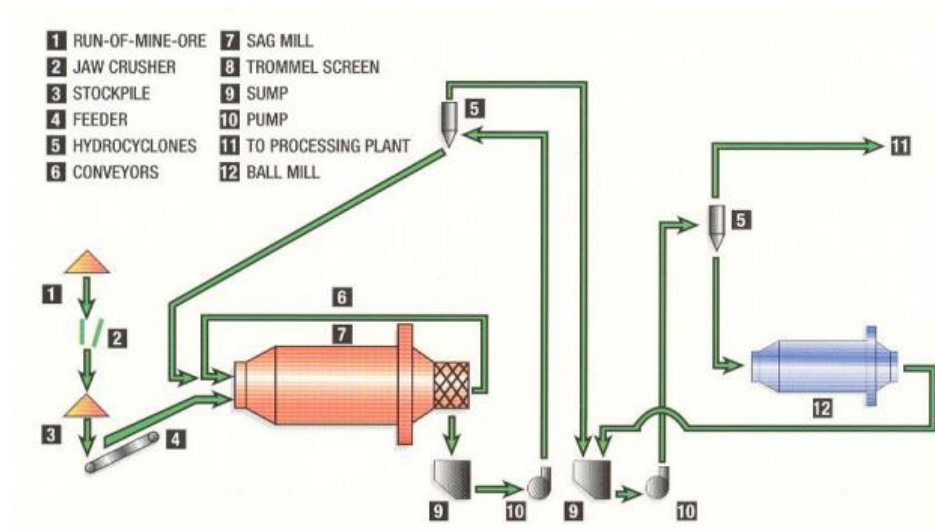 1 RUN-OF-MINE-ORE
2 JAW CRUSHER
3 STOCKPILE
4 FEEDER
5 HYDROCYCLONES
6 CONVEYORS
7 SAG MILL
8 TROMMEL SCREEN
9 SUMP
10 PUMP
11 TO PROCESSING PLANT
12 BALL MILL
5
11
5
1
6
7
2
12
3
4
9
10
9
10